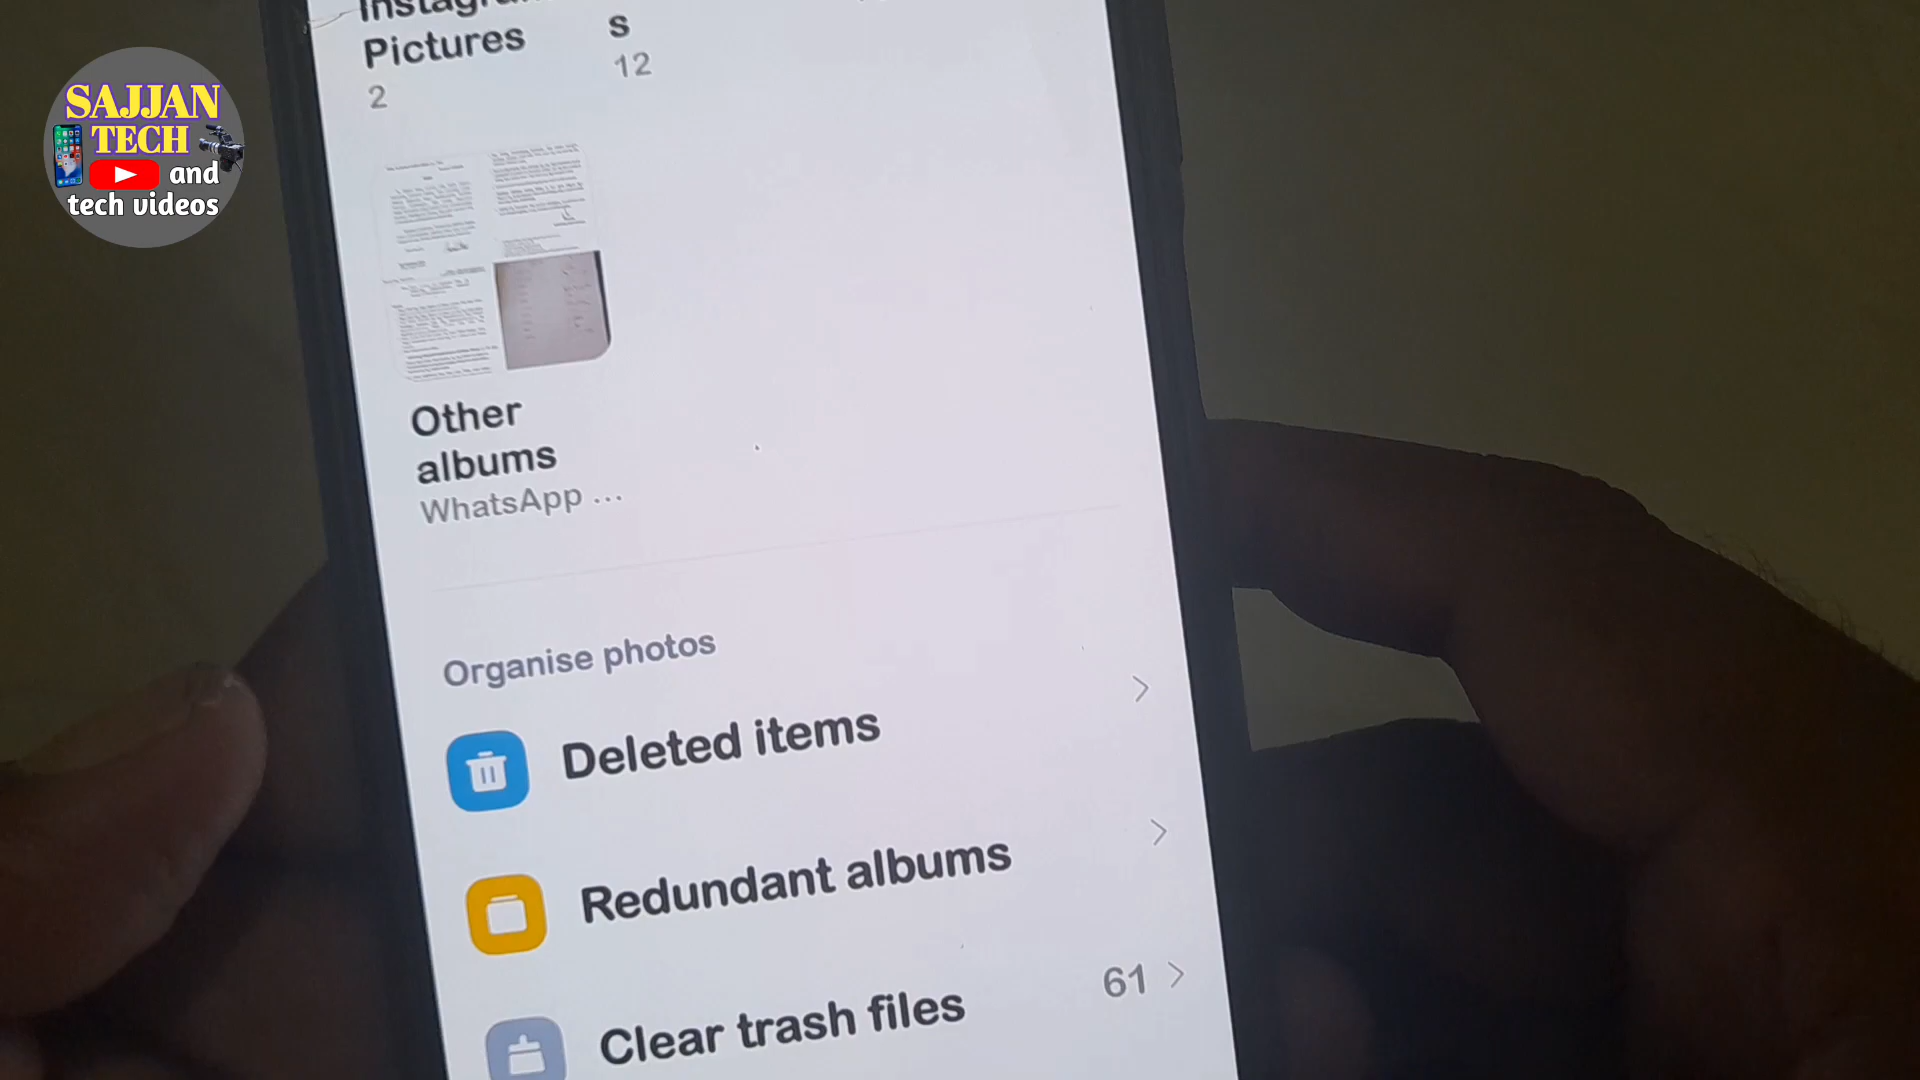 SAJJAN
TECH
and
tech videos
Pictures
2
s
12
Other
albums
WhatsApp ...
Organise photos
Deleted items
Redundant albums
Clear trash files
61